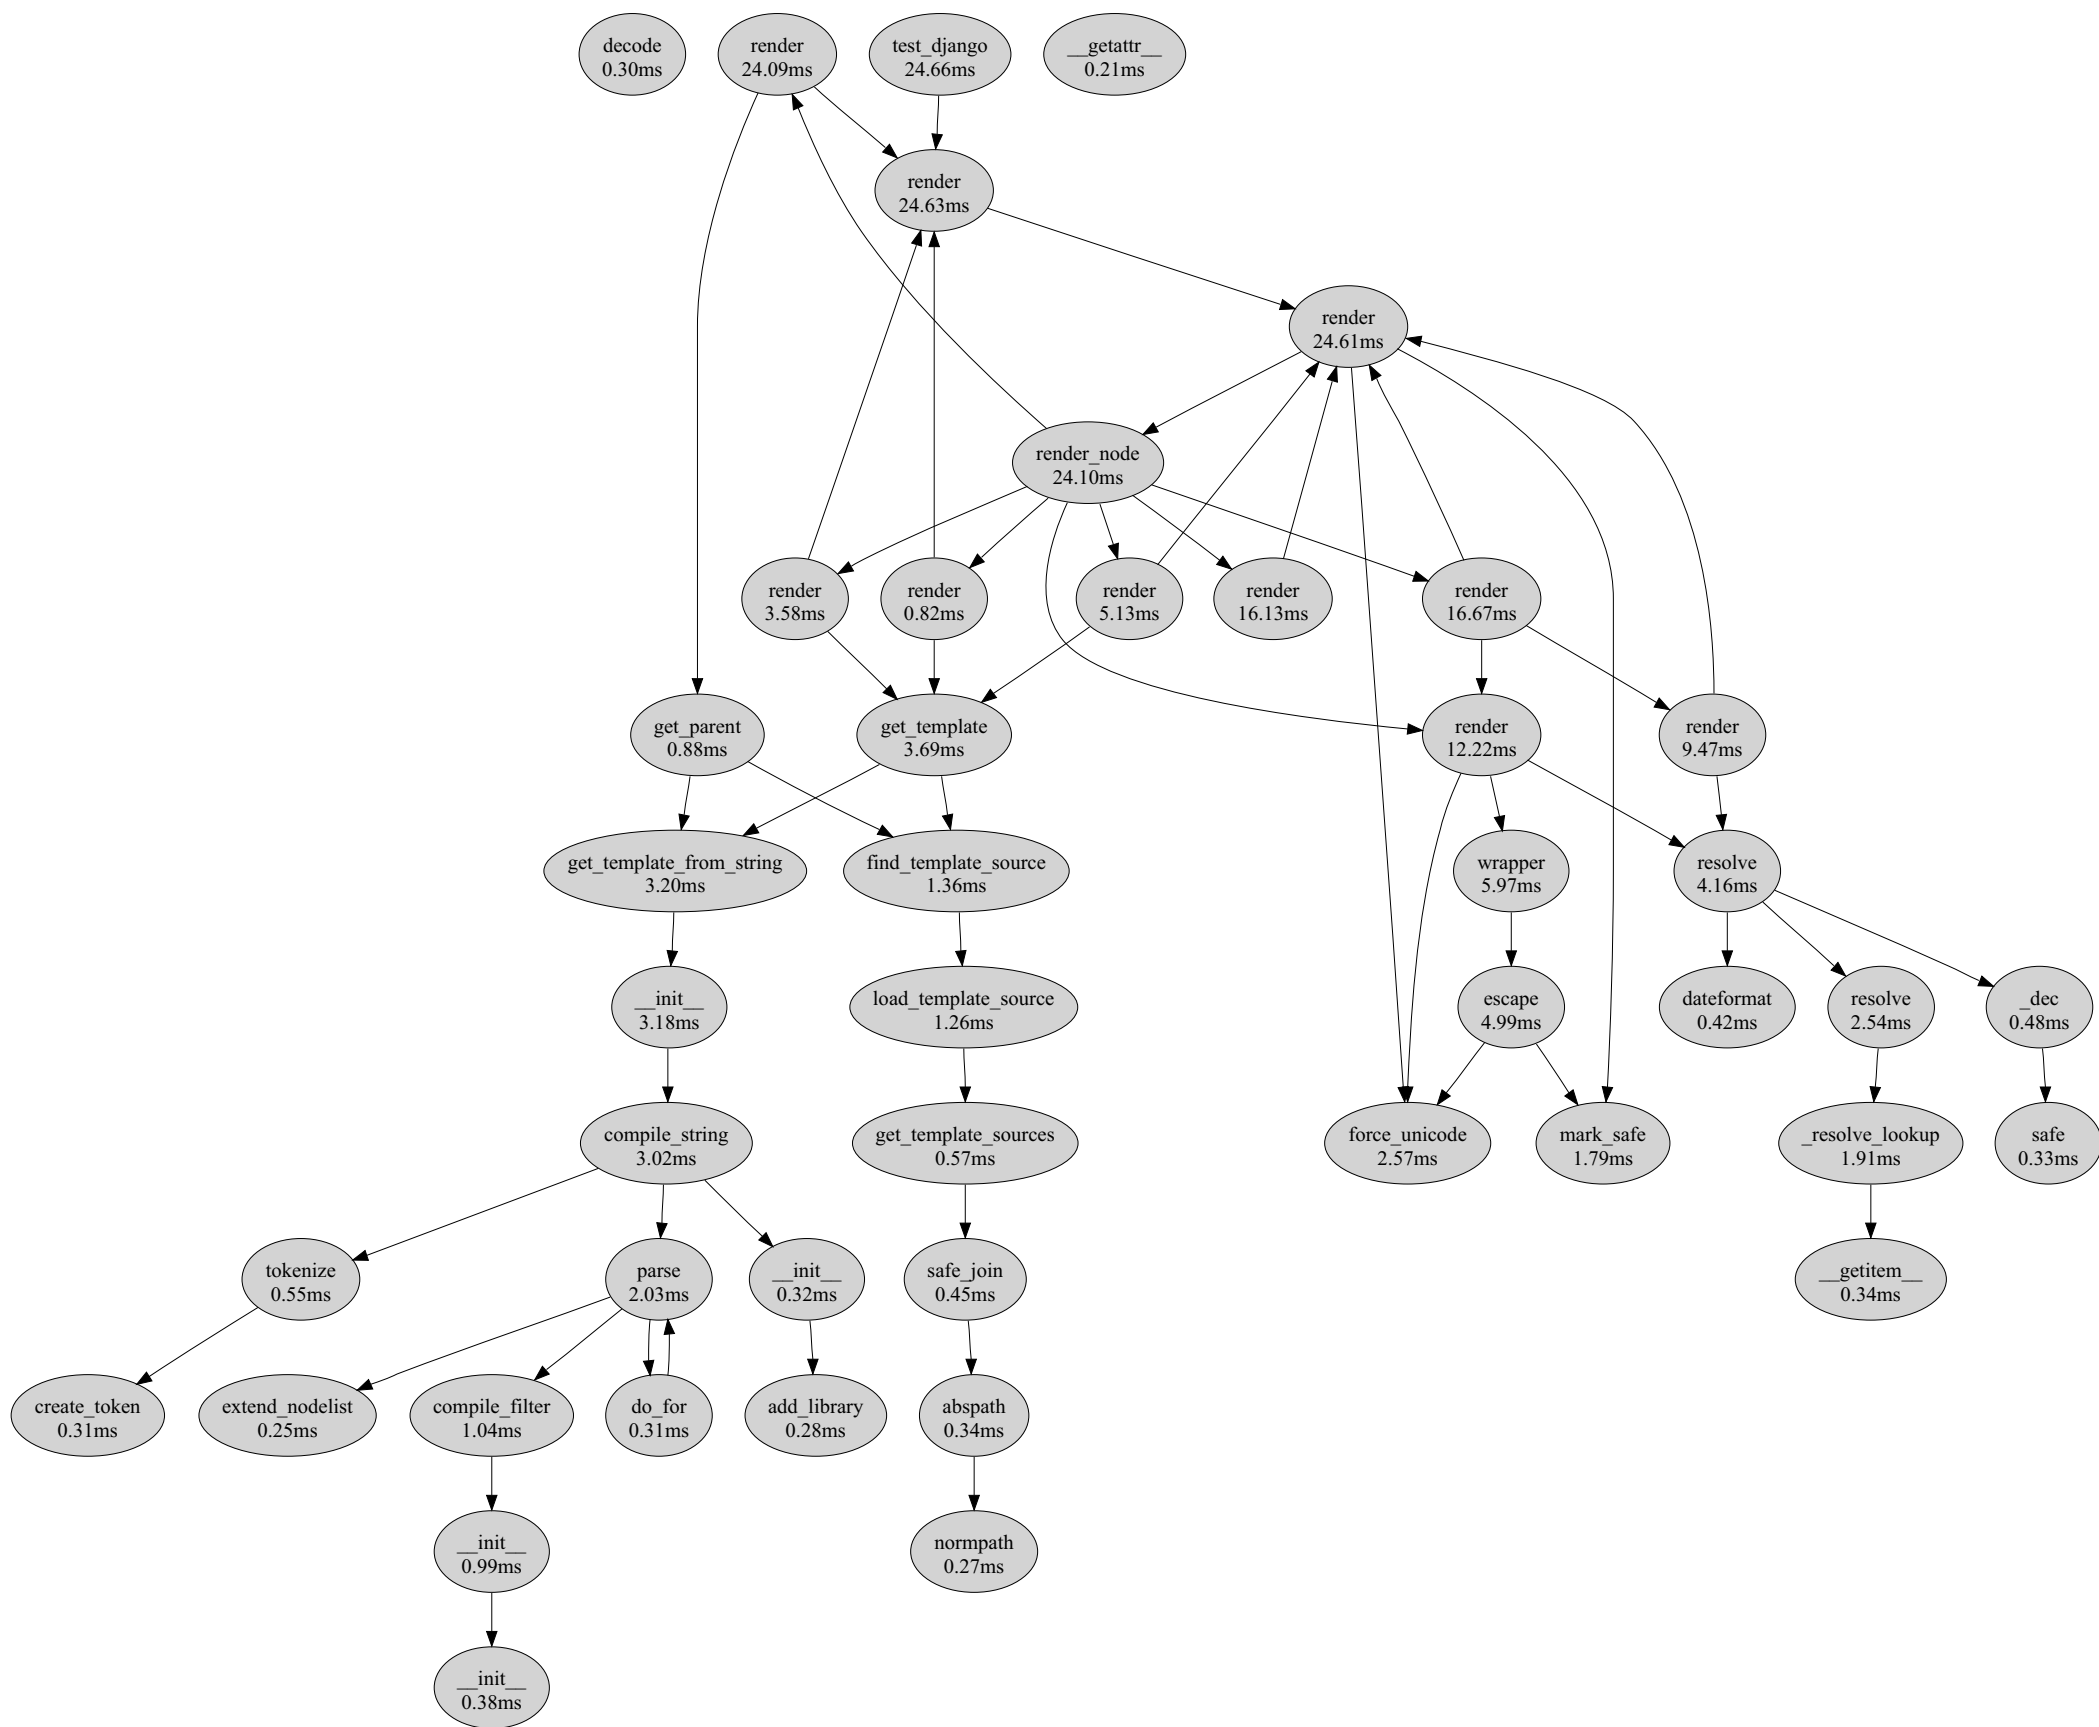 decode
0.30ms
render
24.09ms
test_django
24.66ms
__getattr__
0.21ms
render
24.63ms
render
24.61ms
render_node
24.10ms
render
3.58ms
render
0.82ms
render
5.13ms
render
16.13ms
render
16.67ms
get_parent
0.88ms
get_template
3.69ms
render
12.22ms
render
9.47ms
get_template_from_string
3.20ms
find_template_source
1.36ms
wrapper
5.97ms
resolve
4.16ms
__init__
3.18ms
load_template_source
1.26ms
escape
4.99ms
dateformat
0.42ms
resolve
2.54ms
_dec
0.48ms
compile_string
3.02ms
get_template_sources
0.57ms
force_unicode
2.57ms
mark_safe
1.79ms
_resolve_lookup
1.91ms
safe
0.33ms
tokenize
0.55ms
parse
2.03ms
__init__
0.32ms
safe_join
0.45ms
__getitem__
0.34ms
create_token
0.31ms
extend_nodelist
0.25ms
compile_filter
1.04ms
do_for
0.31ms
add_library
0.28ms
abspath
0.34ms
__init__
0.99ms
normpath
0.27ms
__init__
0.38ms